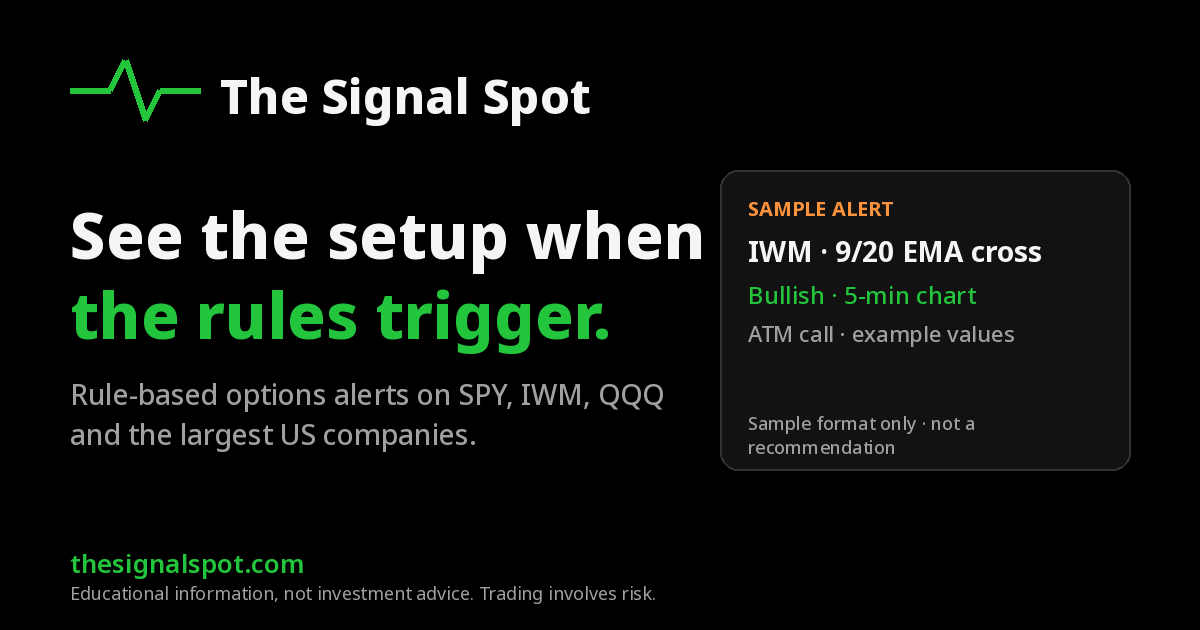 The Signal Spot
See the setup when
the rules trigger.
Rule-based options alerts on SPY, IWM, QQQ
and the largest US companies.
SAMPLE ALERT
IWM · 9/20 EMA cross
Bullish · 5-min chart
ATM call · example values
Sample format only · not a
recommendation
thesignalspot.com
Educational information, not investment advice. Trading involves risk.